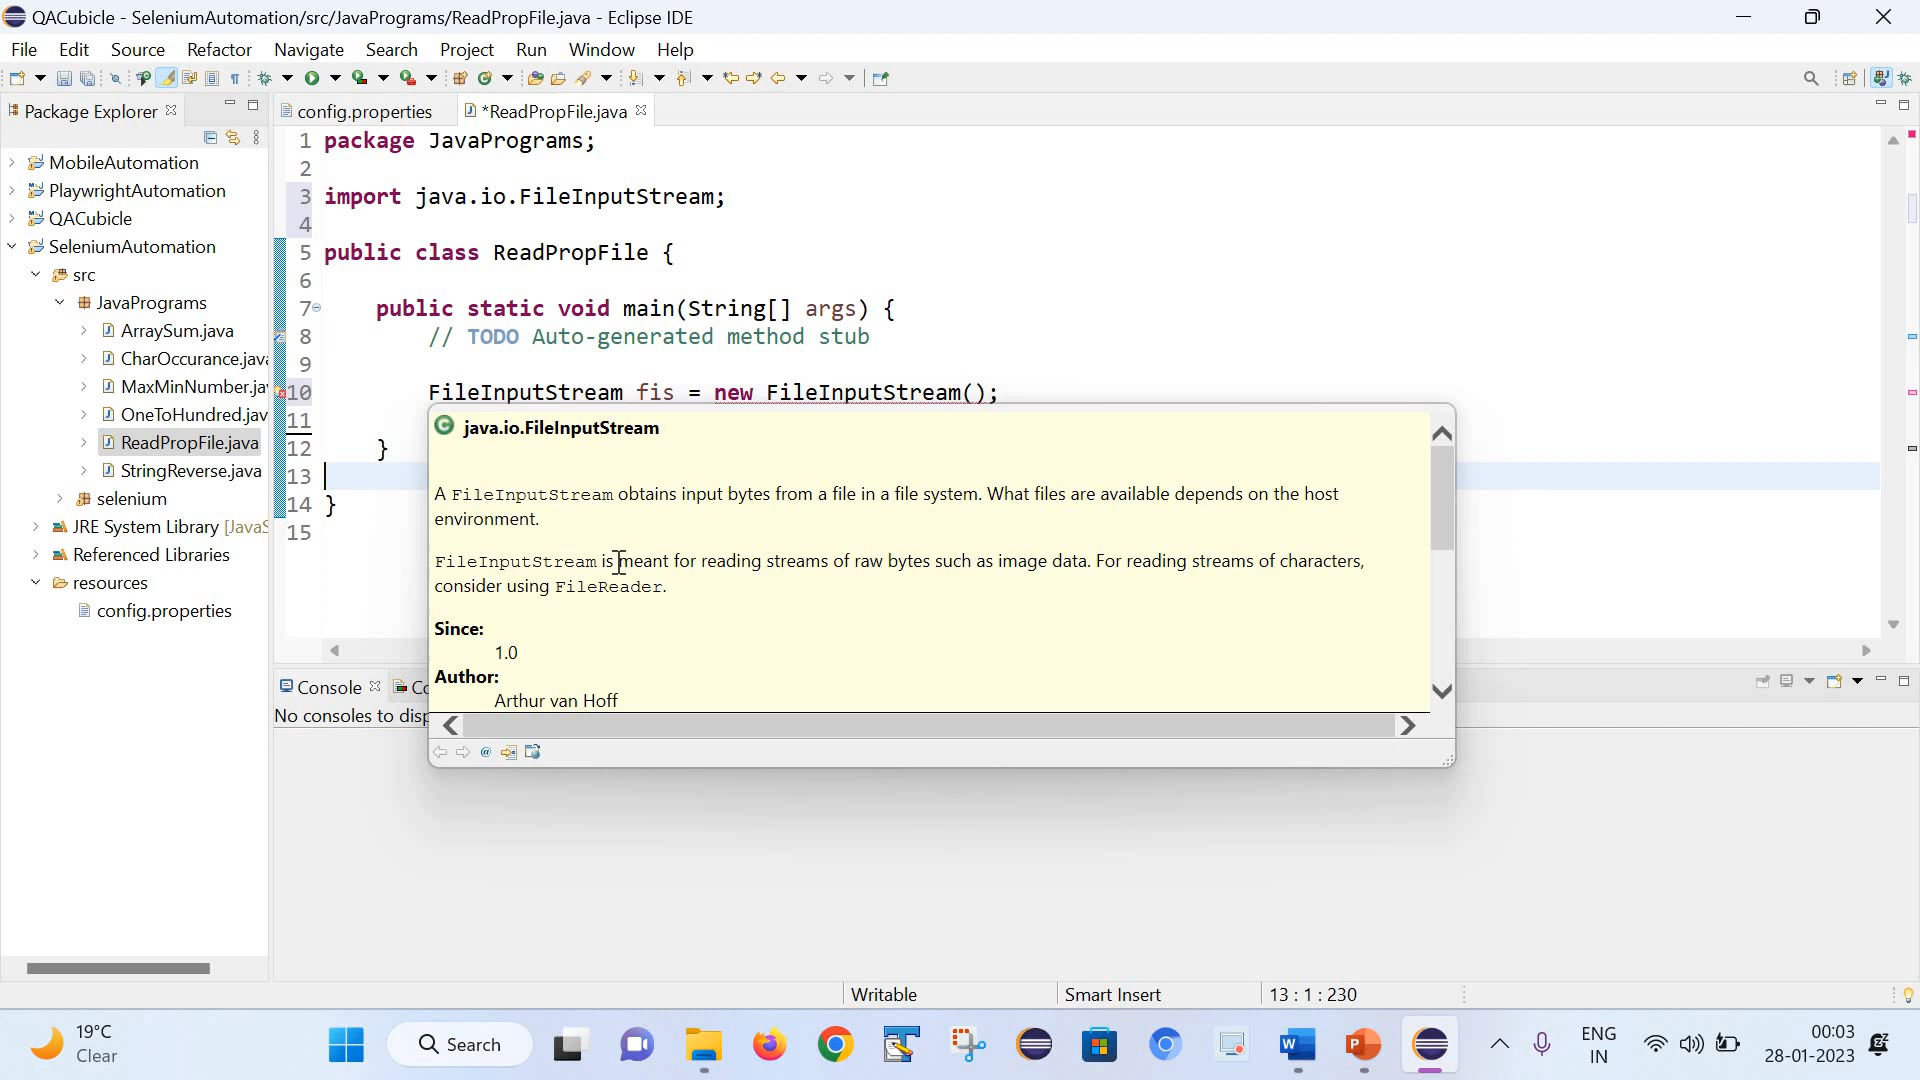 QACubicle - SeleniumAutomation/src/JavaPrograms/ReadPropFile.java - Eclipse IDE
File Edit Source Refactor Navigate Search Project Run Window Help
Package Explorer
config.properties
*ReadPropFile.java
MobileAutomation
PlaywrightAutomation
QACubicle
SeleniumAutomation
src
JavaPrograms
ArraySum.java
CharOccurance.java
MaxMinNumber.ja
OneToHundred.jav
ReadPropFile.java
StringReverse.java
selenium
JRE System Library [JavaS
Referenced Libraries
resources
config.properties
1 package JavaPrograms;
2
3 import java.io.FileInputStream;
4
5 public class ReadPropFile {
6
7 public static void main(String[] args) {
8 // TODO Auto-generated method stub
9
10 FileInputStream fis = new FileInputStream();
11
12 }
13
14 }
15
java.io.FileInputStream
A FileInputStream obtains input bytes from a file in a file system. What files are available depends on the host
environment.
FileInputStream is meant for reading streams of raw bytes such as image data. For reading streams of characters,
consider using FileReader.
Since:
1.0
Author:
Arthur van Hoff
Console
Co
No consoles to disp
Writable
Smart Insert
13 : 1 : 230
19°C
Clear
Search
ENG
IN
00:03
28-01-2023